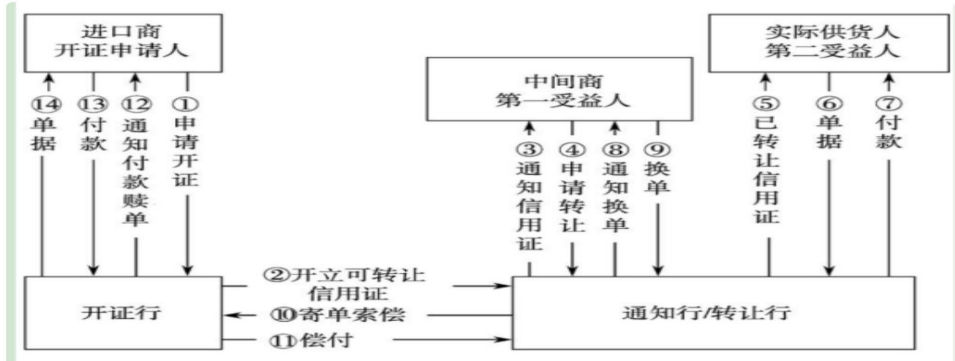 进口商
开证申请人
中间商
第一受益人
实际供货人
第二受益人
⑭单据
⑬付款
⑫通知付款赎单
①申请开证
③通知信用证
④申请转让
⑧通知换单
⑨换单
⑤已转让信用证
⑥单据
⑦付款
②开立可转让
信用证
⑩寄单索偿
⑪偿付
开证行
通知行/转让行